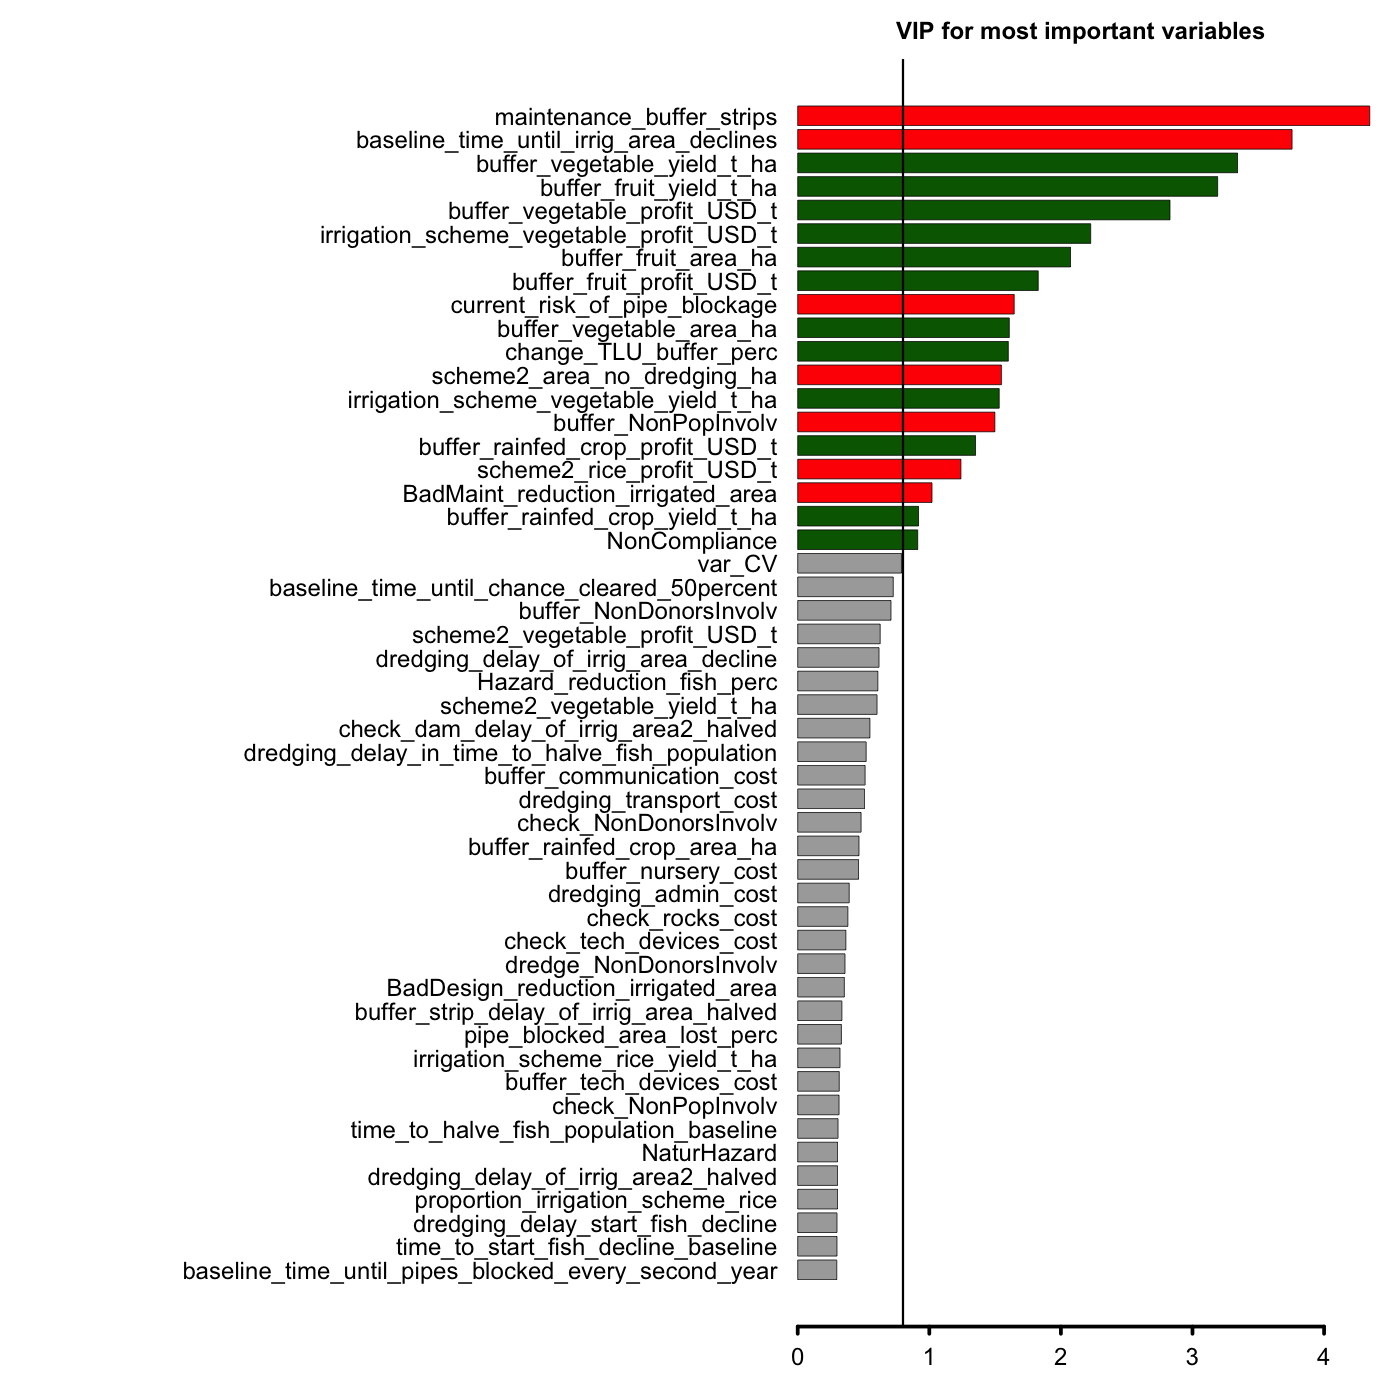 VIP for most important variables
maintenance_buffer_strips
baseline_time_until_irrig_area_declines
buffer_vegetable_yield_t_ha
buffer_fruit_yield_t_ha
buffer_vegetable_profit_USD_t
irrigation_scheme_vegetable_profit_USD_t
buffer_fruit_area_ha
buffer_fruit_profit_USD_t
current_risk_of_pipe_blockage
buffer_vegetable_area_ha
change_TLU_buffer_perc
scheme2_area_no_dredging_ha
irrigation_scheme_vegetable_yield_t_ha
buffer_NonPopInvolv
buffer_rainfed_crop_profit_USD_t
scheme2_rice_profit_USD_t
BadMaint_reduction_irrigated_area
buffer_rainfed_crop_yield_t_ha
NonCompliance
var_CV
baseline_time_until_chance_cleared_50percent
buffer_NonDonorsInvolv
scheme2_vegetable_profit_USD_t
dredging_delay_of_irrig_area_decline
Hazard_reduction_fish_perc
scheme2_vegetable_yield_t_ha
check_dam_delay_of_irrig_area2_halved
dredging_delay_in_time_to_halve_fish_population
buffer_communication_cost
dredging_transport_cost
check_NonDonorsInvolv
buffer_rainfed_crop_area_ha
buffer_nursery_cost
dredging_admin_cost
check_rocks_cost
check_tech_devices_cost
dredge_NonDonorsInvolv
BadDesign_reduction_irrigated_area
buffer_strip_delay_of_irrig_area_halved
pipe_blocked_area_lost_perc
irrigation_scheme_rice_yield_t_ha
buffer_tech_devices_cost
check_NonPopInvolv
time_to_halve_fish_population_baseline
NaturHazard
dredging_delay_of_irrig_area2_halved
proportion_irrigation_scheme_rice
dredging_delay_start_fish_decline
time_to_start_fish_decline_baseline
baseline_time_until_pipes_blocked_every_second_year
0 1 2 3 4